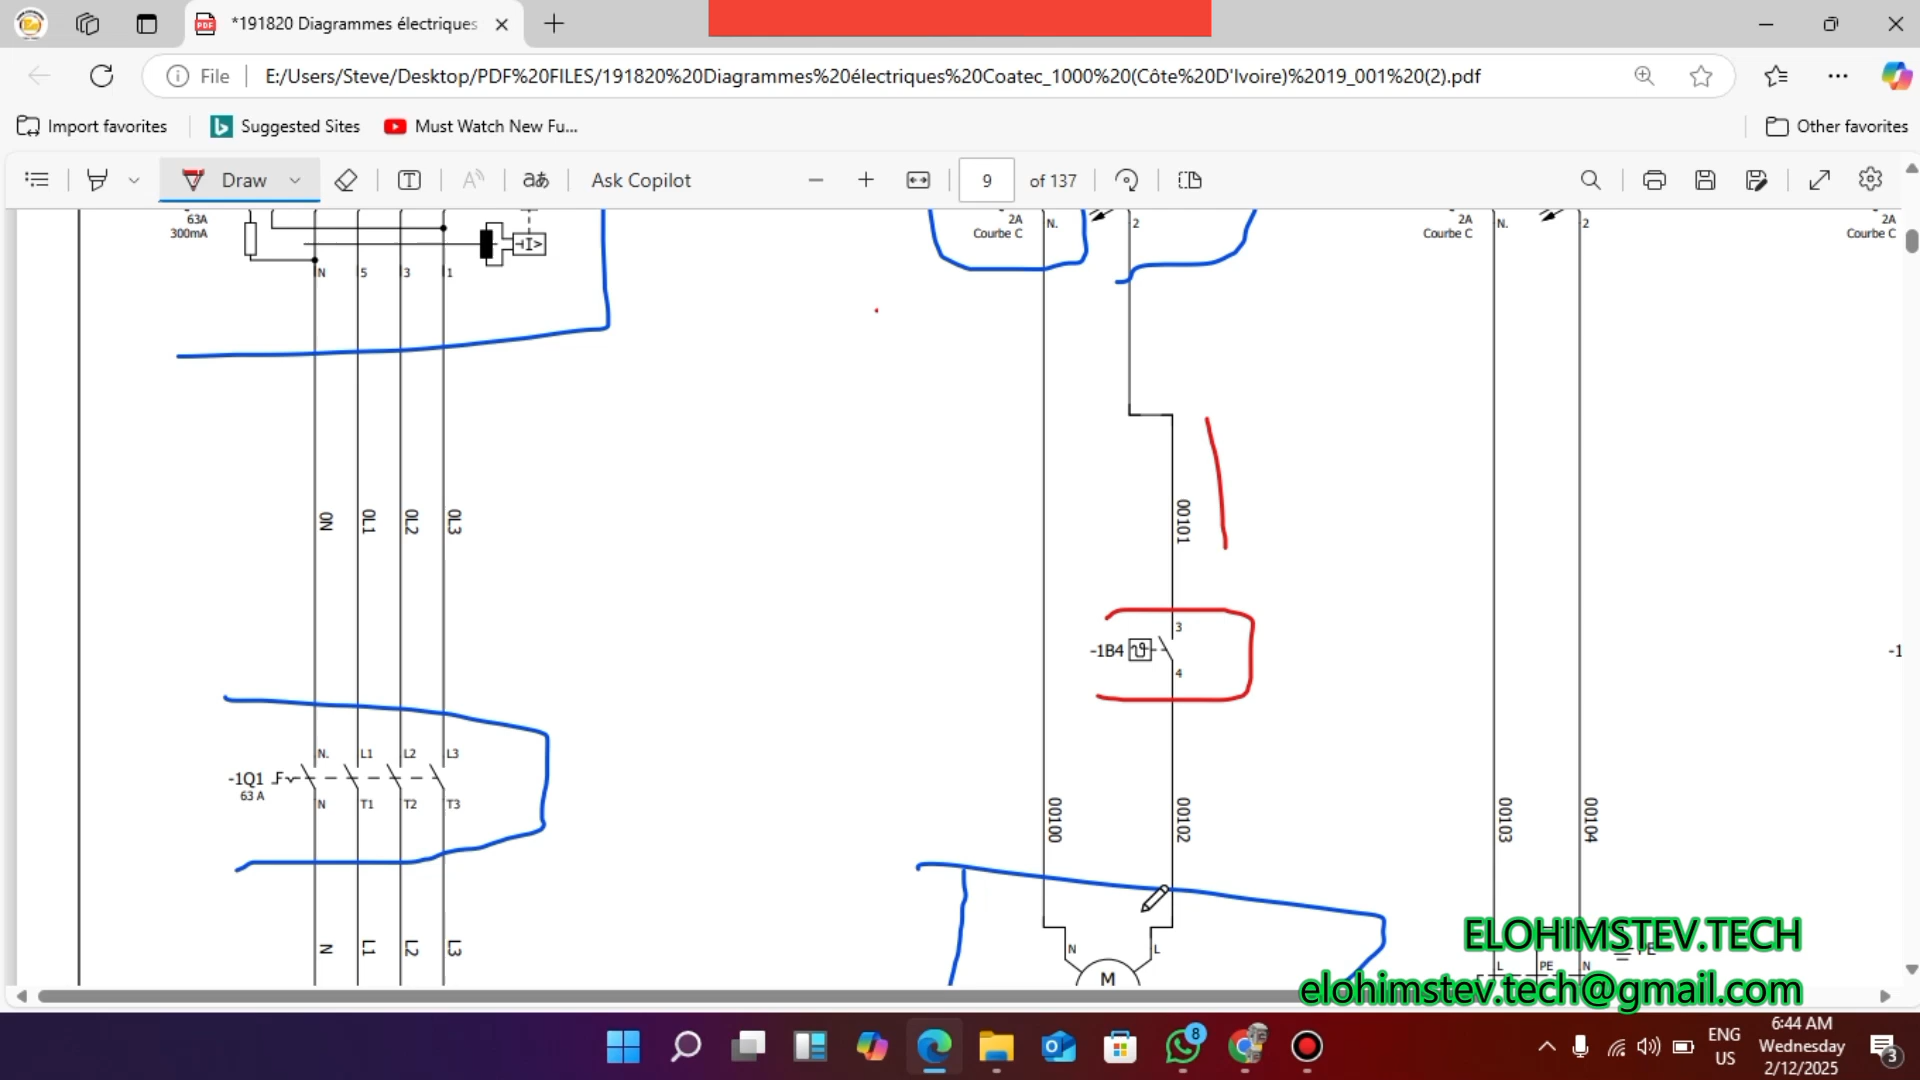 *191820 Diagrammes électriques
File
E:/Users/Steve/Desktop/PDF%20FILES/191820%20Diagrammes%20électriques%20Coatec_1000%20(Côte%20D'Ivoire)%2019_001%20(2).pdf
Import favorites
Suggested Sites
Must Watch New Fu...
Other favorites
Draw
Ask Copilot
9
of 137
63A
300mA
N
5
3
1
I>
2A
Courbe C
N.
2
2A
Courbe C
N.
2
2A
Courbe C
0N
0L1
0L2
0L3
00101
3
-1B4
4
-1
-1Q1
63 A
N.
L1
L2
L3
N
T1
T2
T3
00100
00102
00103
00104
N
L1
L2
L3
N
L
M
L
PE
N
PE
ELOHIMSTEV.TECH
elohimstev.tech@gmail.com
8
ENG
US
6:44 AM
Wednesday
2/12/2025
3